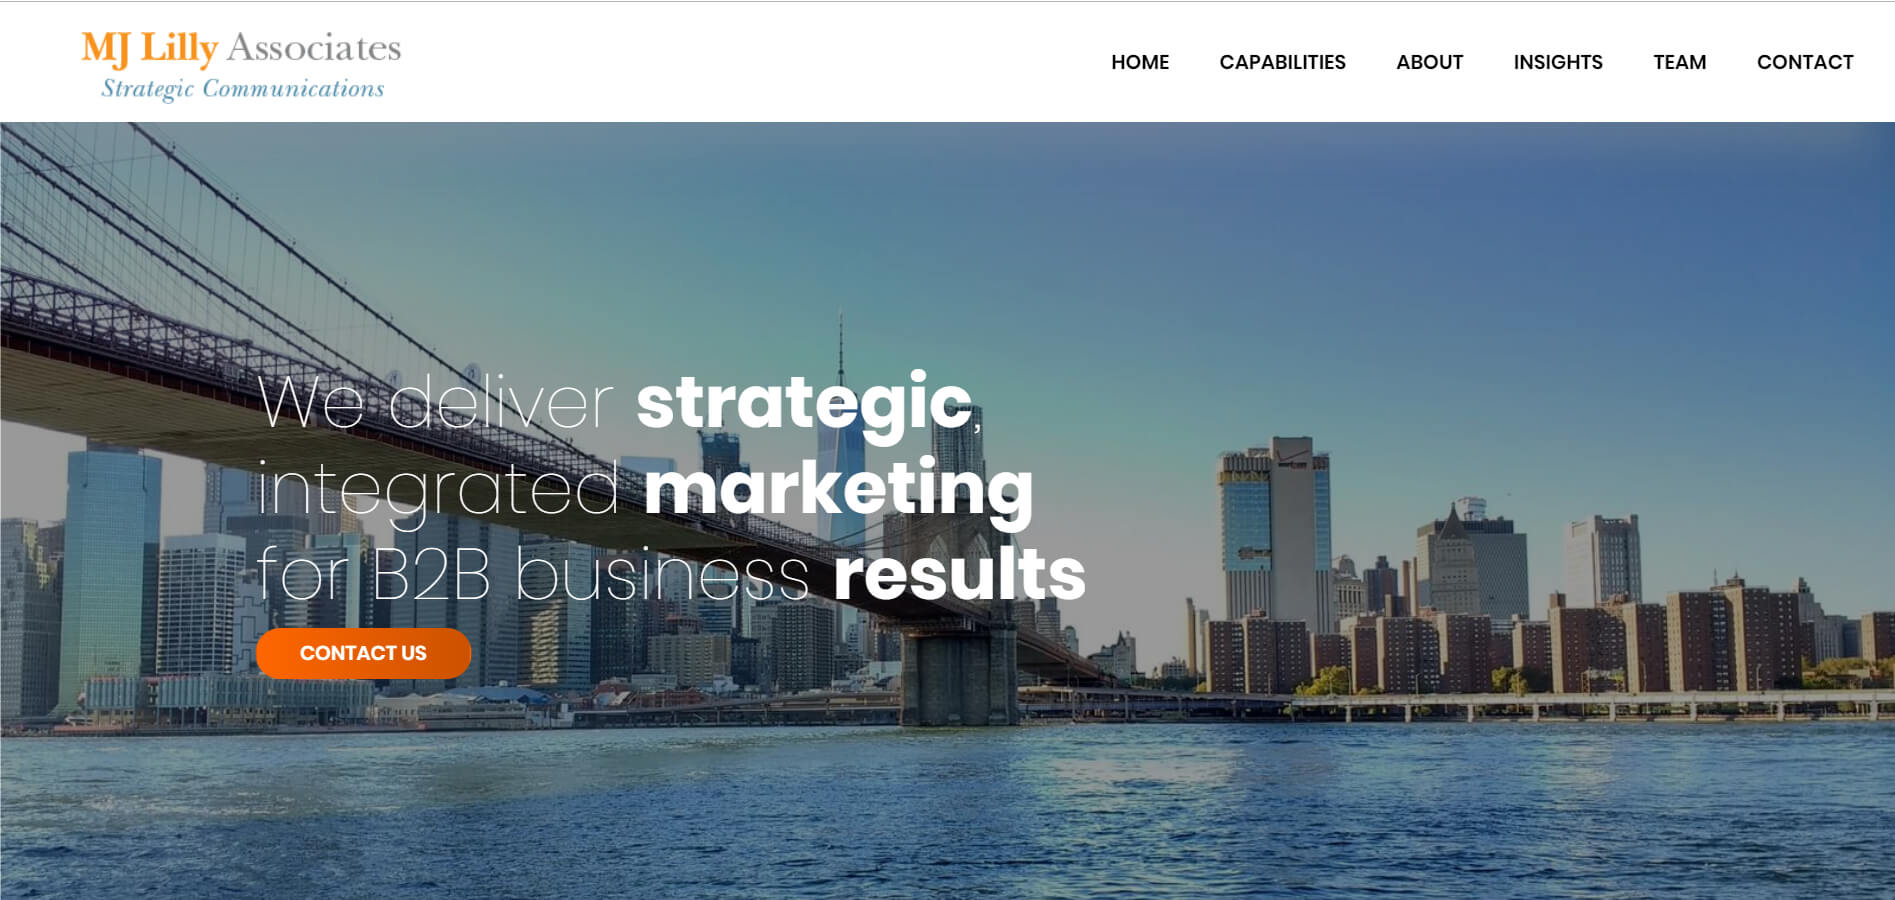 MJ Lilly Associates
Strategic Communications
HOME CAPABILITIES ABOUT INSIGHTS TEAM CONTACT
We deliver strategic,
integrated marketing
for B2B business results
CONTACT US